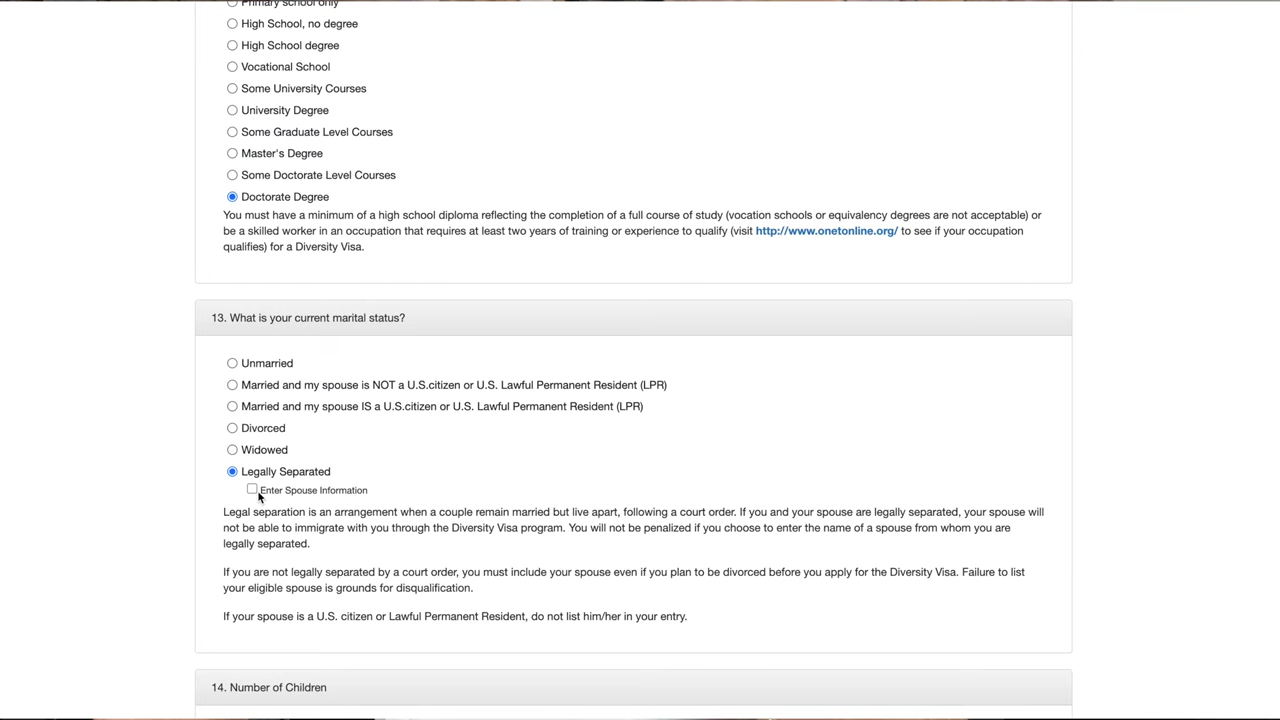 Primary school only
High School, no degree
High School degree
Vocational School
Some University Courses
University Degree
Some Graduate Level Courses
Master's Degree
Some Doctorate Level Courses
Doctorate Degree
You must have a minimum of a high school diploma reflecting the completion of a full course of study (vocation schools or equivalency degrees are not acceptable) or
be a skilled worker in an occupation that requires at least two years of training or experience to qualify (visit http://www.onetonline.org/ to see if your occupation
qualifies) for a Diversity Visa.
13. What is your current marital status?
Unmarried
Married and my spouse is NOT a U.S.citizen or U.S. Lawful Permanent Resident (LPR)
Married and my spouse IS a U.S.citizen or U.S. Lawful Permanent Resident (LPR)
Divorced
Widowed
Legally Separated
Enter Spouse Information
Legal separation is an arrangement when a couple remain married but live apart, following a court order. If you and your spouse are legally separated, your spouse will
not be able to immigrate with you through the Diversity Visa program. You will not be penalized if you choose to enter the name of a spouse from whom you are
legally separated.
If you are not legally separated by a court order, you must include your spouse even if you plan to be divorced before you apply for the Diversity Visa. Failure to list
your eligible spouse is grounds for disqualification.
If your spouse is a U.S. citizen or Lawful Permanent Resident, do not list him/her in your entry.
14. Number of Children